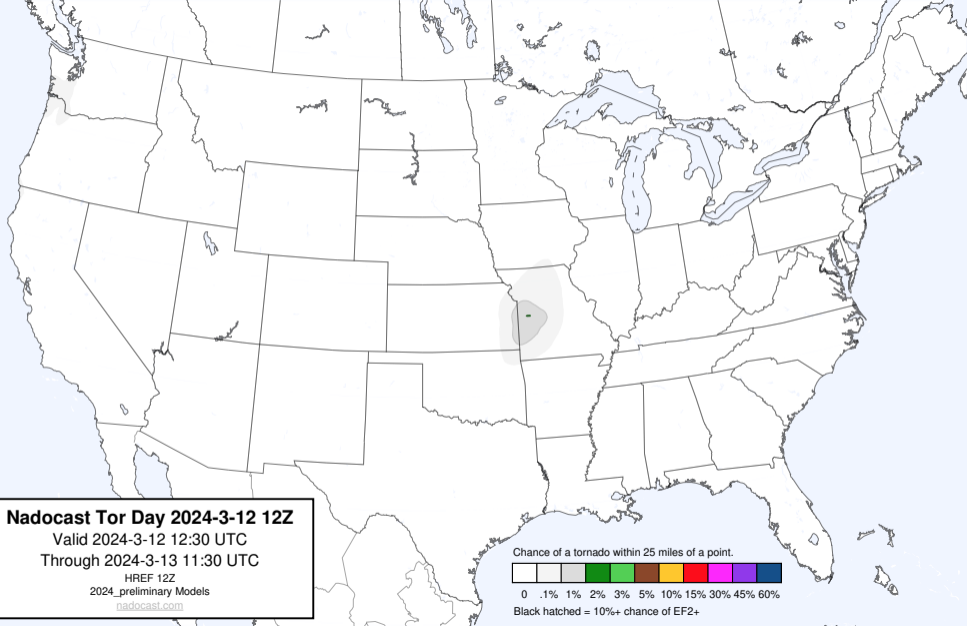 Nadocast Tor Day 2024-3-12 12Z
Valid 2024-3-12 12:30 UTC
Through 2024-3-13 11:30 UTC
HREF 12Z
2024_preliminary Models
nadocast.com
Chance of a tornado within 25 miles of a point.
0 .1% 1% 2% 3% 5% 10% 15% 30% 45% 60%
Black hatched = 10%+ chance of EF2+